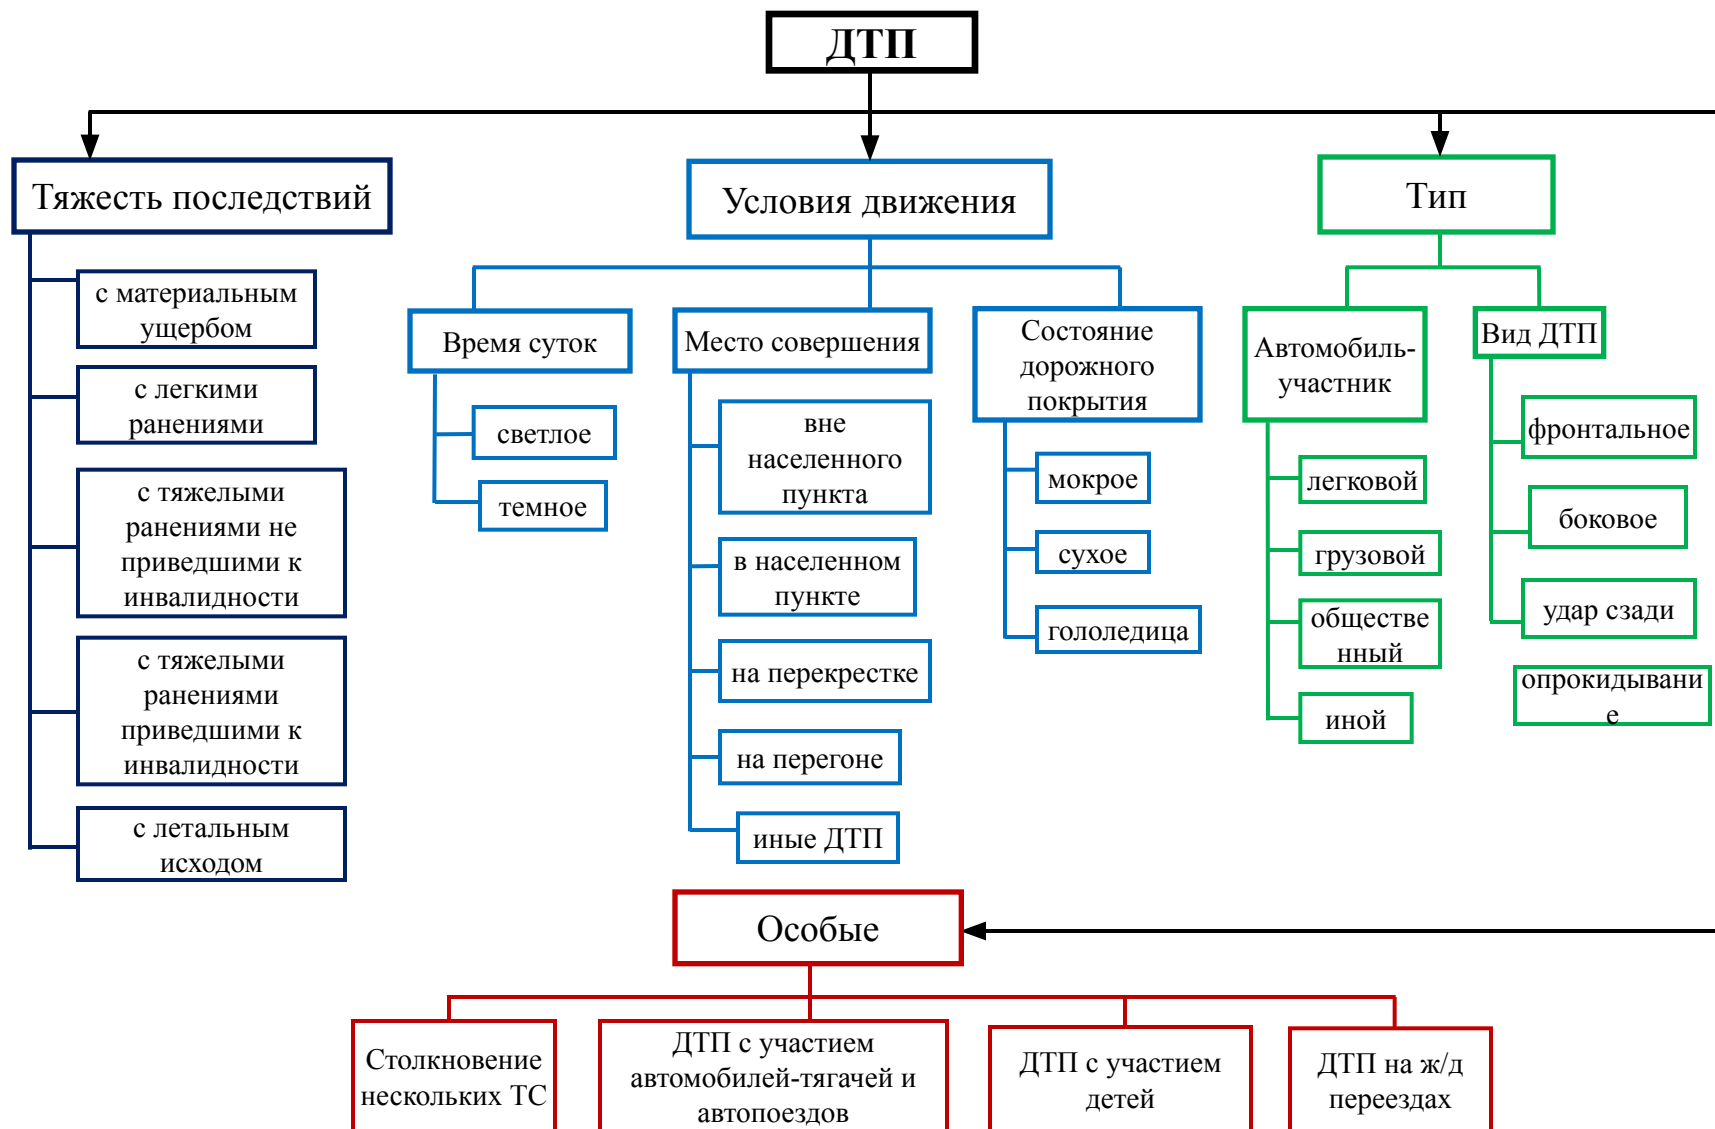 ДТП
Тяжесть последствий
с материальным
ущербом
с легкими
ранениями
с тяжелыми
ранениями не
приведшими к
инвалидности
с тяжелыми
ранениями
приведшими к
инвалидности
с летальным
исходом
Условия движения
Время суток
светлое
темное
Место совершения
вне
населенного
пункта
в населенном
пункте
на перекрестке
на перегоне
иные ДТП
Состояние
дорожного
покрытия
мокрое
сухое
гололедица
Тип
Автомобиль-
участник
легковой
грузовой
обществе
нный
иной
Вид ДТП
фронтальное
боковое
удар сзади
опрокидывани
е
Особые
Столкновение
нескольких ТС
ДТП с участием
автомобилей-тягачей и
автопоездов
ДТП с участием
детей
ДТП на ж/д
переездах